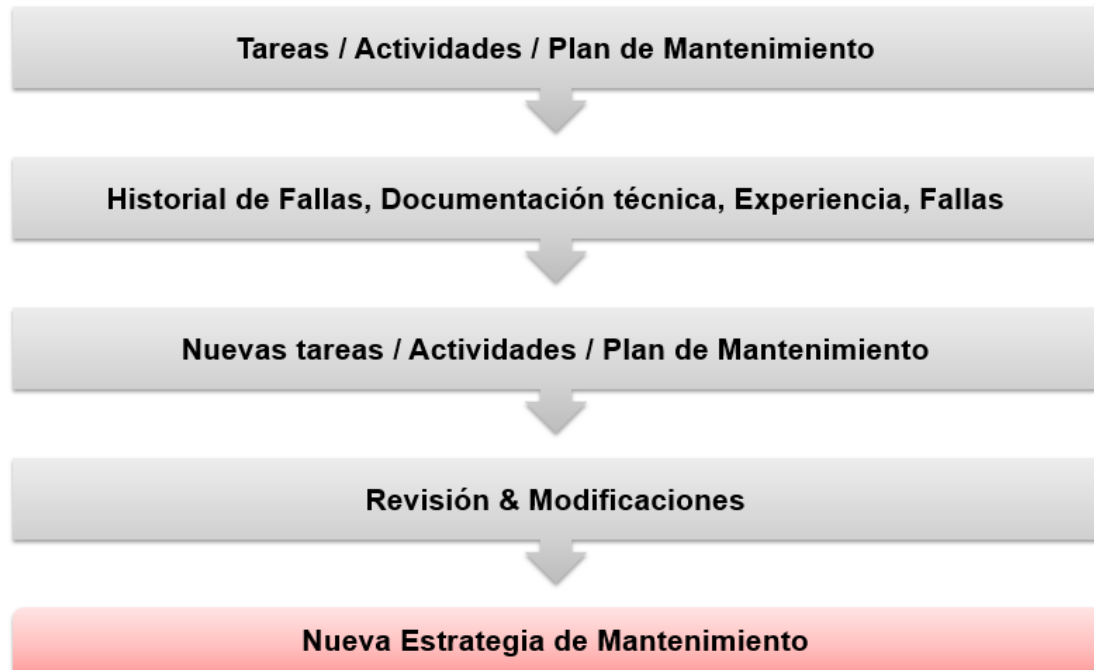 Tareas / Actividades / Plan de Mantenimiento
Historial de Fallas, Documentación técnica, Experiencia, Fallas
Nuevas tareas / Actividades / Plan de Mantenimiento
Revisión & Modificaciones
Nueva Estrategia de Mantenimiento